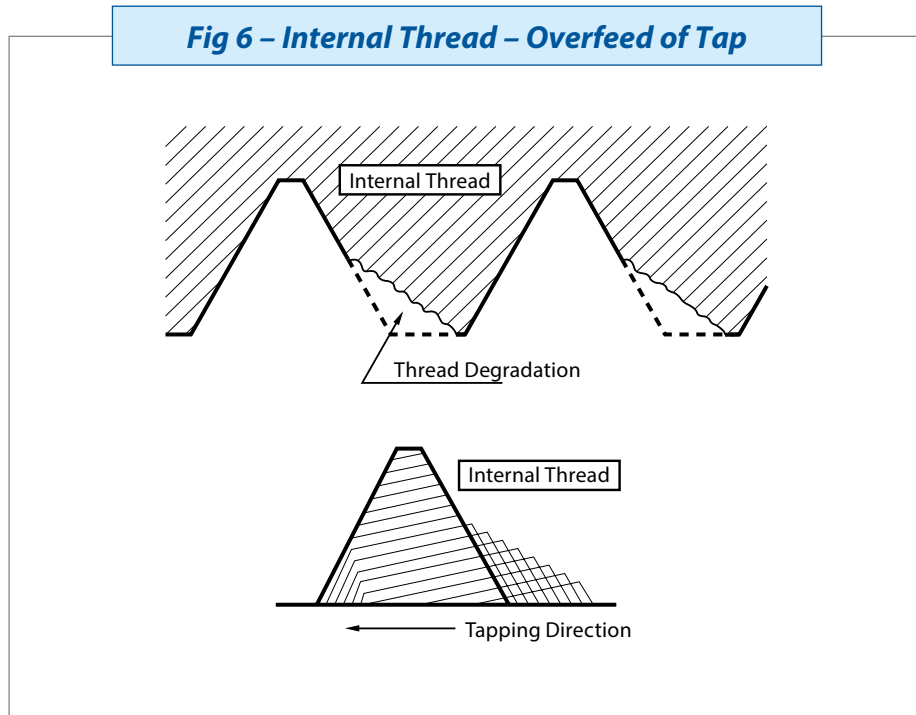 Fig 6 – Internal Thread – Overfeed of Tap
Internal Thread
Thread Degradation
Internal Thread
Tapping Direction